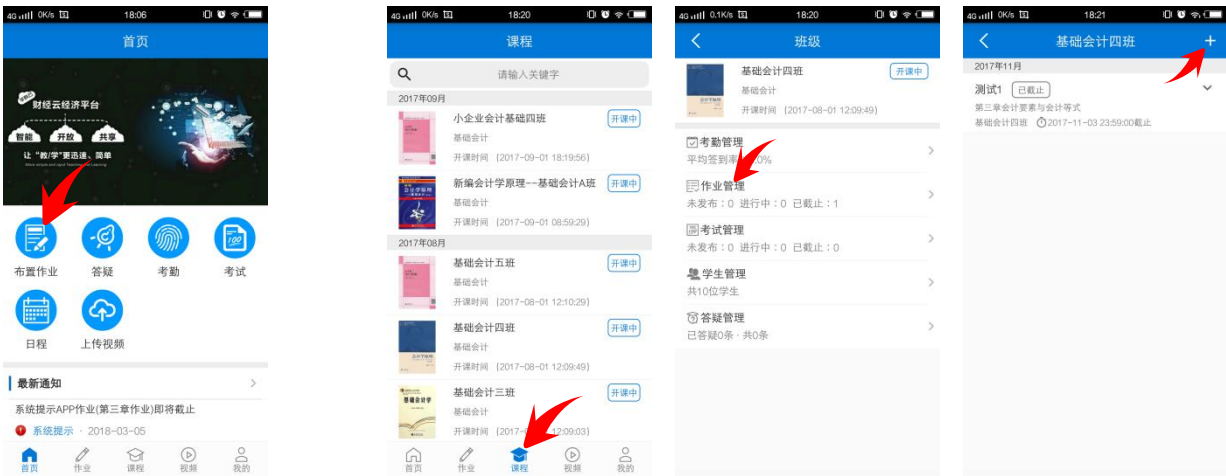 4G 0K/s 18:06
首页
财经云经济平台
智能 开放 共享
让“教/学”更迅速、简单
布置作业 答疑 考勤 考试
日程 上传视频
最新通知
系统提示APP作业(第三章作业)即将截止
系统提示 · 2018-03-05
首页 作业 课程 视频 我的
4G 0K/s 18:20
课程
请输入关键字
2017年09月
小企业会计基础四班 开课中
基础会计
开课时间 (2017-09-01 18:19:56)
新编会计学原理--基础会计A班 开课中
基础会计
开课时间 (2017-09-01 08:59:29)
2017年08月
基础会计五班 开课中
基础会计
开课时间 (2017-08-01 12:10:29)
基础会计四班 开课中
基础会计
开课时间 (2017-08-01 12:09:49)
基础会计三班 开课中
基础会计
开课时间 (2017-0 12:09:03)
首页 作业 课程 视频 我的
4G 0.1K/s 18:20
班级
基础会计四班 开课中
基础会计
开课时间 (2017-08-01 12:09:49)
考勤管理
平均签到率 0%
作业管理
未发布：0 进行中：0 已截止：1
考试管理
未发布：0 进行中：0 已截止：0
学生管理
共10位学生
答疑管理
已答疑0条 · 共0条
4G 0K/s 18:21
基础会计四班 +
2017年11月
测试1 已截止
第三章会计要素与会计等式
基础会计四班 2017-11-03 23:59:00截止